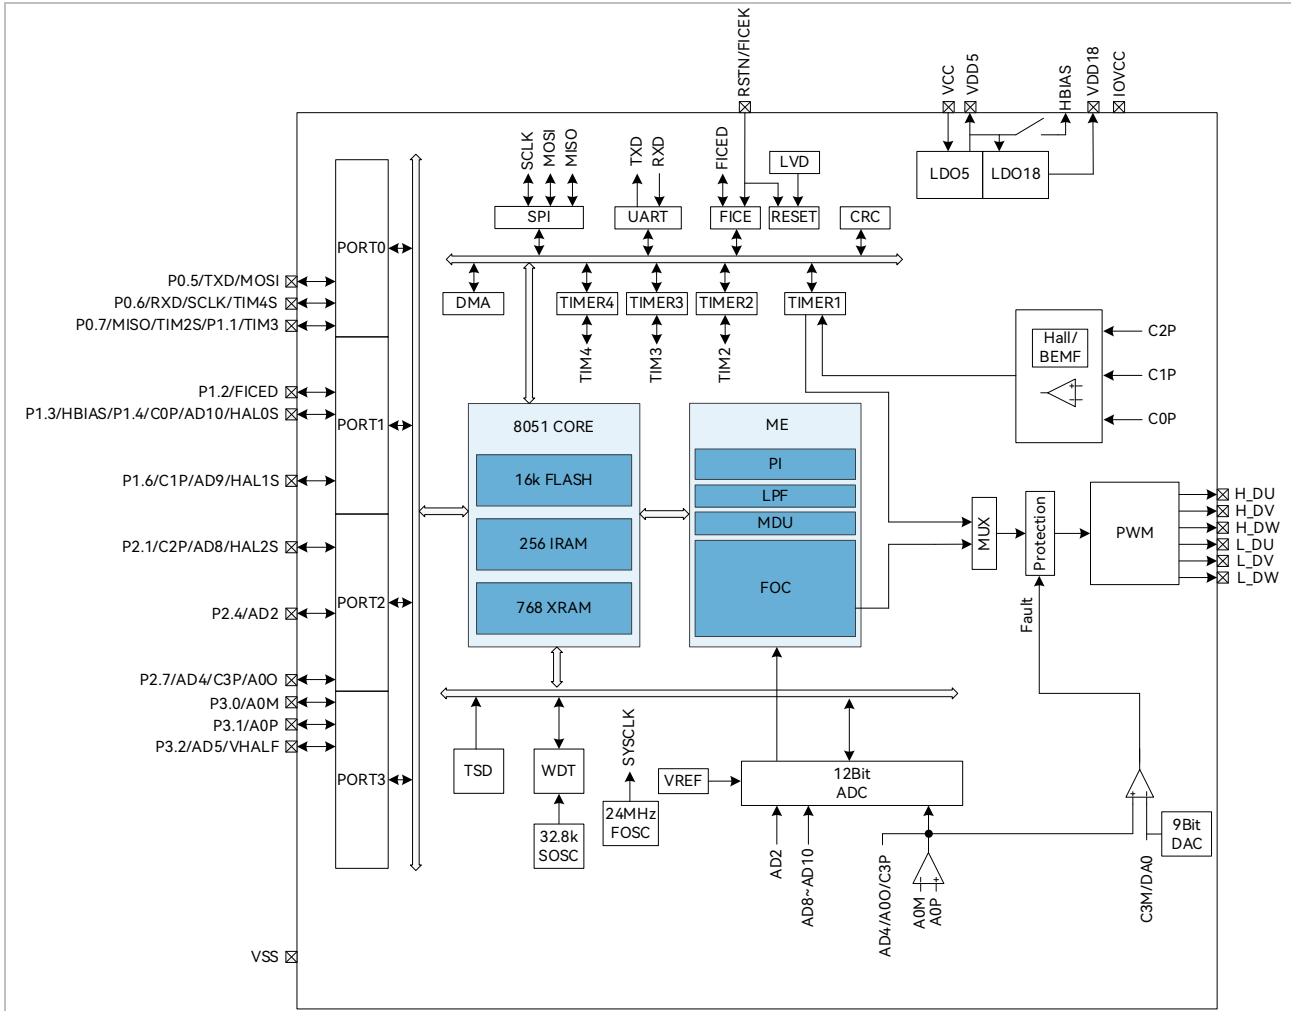 RSTN/FICEK
VCC
VDD5
HBIAS
VDD18
IOVCC
SCLK
MOSI
MISO
TXD
RXD
FICED
LVD
LDO5
LDO18
SPI
UART
FICE
RESET
CRC
PORT0
P0.5/TXD/MOSI
P0.6/RXD/SCLK/TIM4S
P0.7/MISO/TIM2S/P1.1/TIM3
DMA
TIMER4
TIMER3
TIMER2
TIMER1
TIM4
TIM3
TIM2
Hall/
BEMF
C2P
C1P
C0P
P1.2/FICED
P1.3/HBIAS/P1.4/C0P/AD10/HAL0S
PORT1
P1.6/C1P/AD9/HAL1S
8051 CORE
16k FLASH
256 IRAM
768 XRAM
ME
PI
LPF
MDU
FOC
MUX
Protection
PWM
H_DU
H_DV
H_DW
L_DU
L_DV
L_DW
Fault
P2.1/C2P/AD8/HAL2S
PORT2
P2.4/AD2
P2.7/AD4/C3P/A0O
P3.0/A0M
P3.1/A0P
P3.2/AD5/VHALF
PORT3
TSD
WDT
SYSCLK
VREF
12Bit
ADC
32.8k
SOSC
24MHz
FOSC
AD2
AD8~AD10
AD4/A0O/C3P
A0M
A0P
+
C3M/DA0
9Bit
DAC
VSS